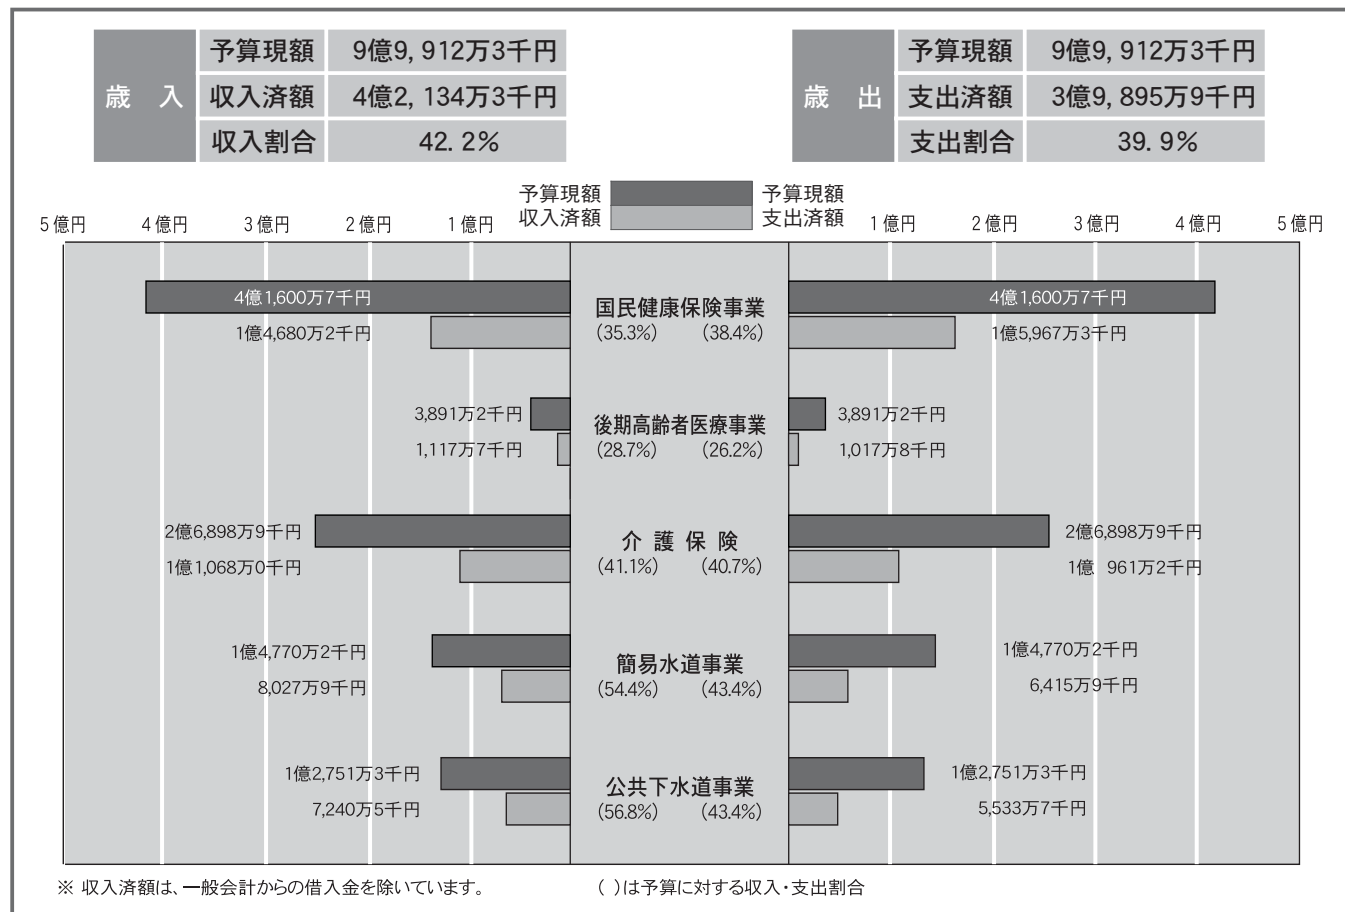 歳 入
予算現額 9億9,912万3千円
収入済額 4億2,134万3千円
収入割合 42.2%
歳 出
予算現額 9億9,912万3千円
支出済額 3億9,895万9千円
支出割合 39.9%
予算現額 予算現額
収入済額 支出済額
5億円 4億円 3億円 2億円 1億円 1億円 2億円 3億円 4億円 5億円
4億1,600万7千円 国民健康保険事業 4億1,600万7千円
1億4,680万2千円 (35.3%) (38.4%) 1億5,967万3千円
3,891万2千円 後期高齢者医療事業 3,891万2千円
1,117万7千円 (28.7%) (26.2%) 1,017万8千円
2億6,898万9千円 介護保険 2億6,898万9千円
1億1,068万0千円 (41.1%) (40.7%) 1億 961万2千円
1億4,770万2千円 簡易水道事業 1億4,770万2千円
8,027万9千円 (54.4%) (43.4%) 6,415万9千円
1億2,751万3千円 公共下水道事業 1億2,751万3千円
7,240万5千円 (56.8%) (43.4%) 5,533万7千円
※ 収入済額は、一般会計からの借入金を除いています。 ( )は予算に対する収入・支出割合